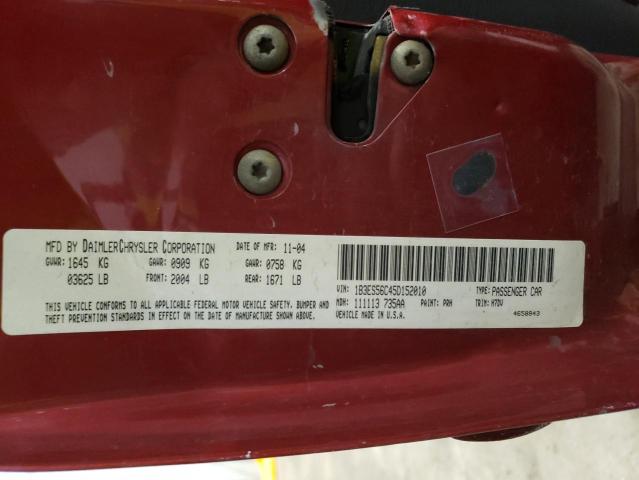 MFD BY DAIMLERCHRYSLER CORPORATION DATE OF MFR: 11-04
GVWR: 1645 KG GAWR: 0909 KG GAWR: 0758 KG
03625 LB FRONT: 2004 LB REAR: 1671 LB
THIS VEHICLE CONFORMS TO ALL APPLICABLE FEDERAL MOTOR VEHICLE SAFETY, BUMPER AND
THEFT PREVENTION STANDARDS IN EFFECT ON THE DATE OF MANUFACTURE SHOWN ABOVE.
VIN: 1B3ES56C45D152010 TYPE: PASSENGER CAR
MDH: 111113 735AA PAINT: PRH TRIM: H7DV
VEHICLE MADE IN U.S.A. 4658843